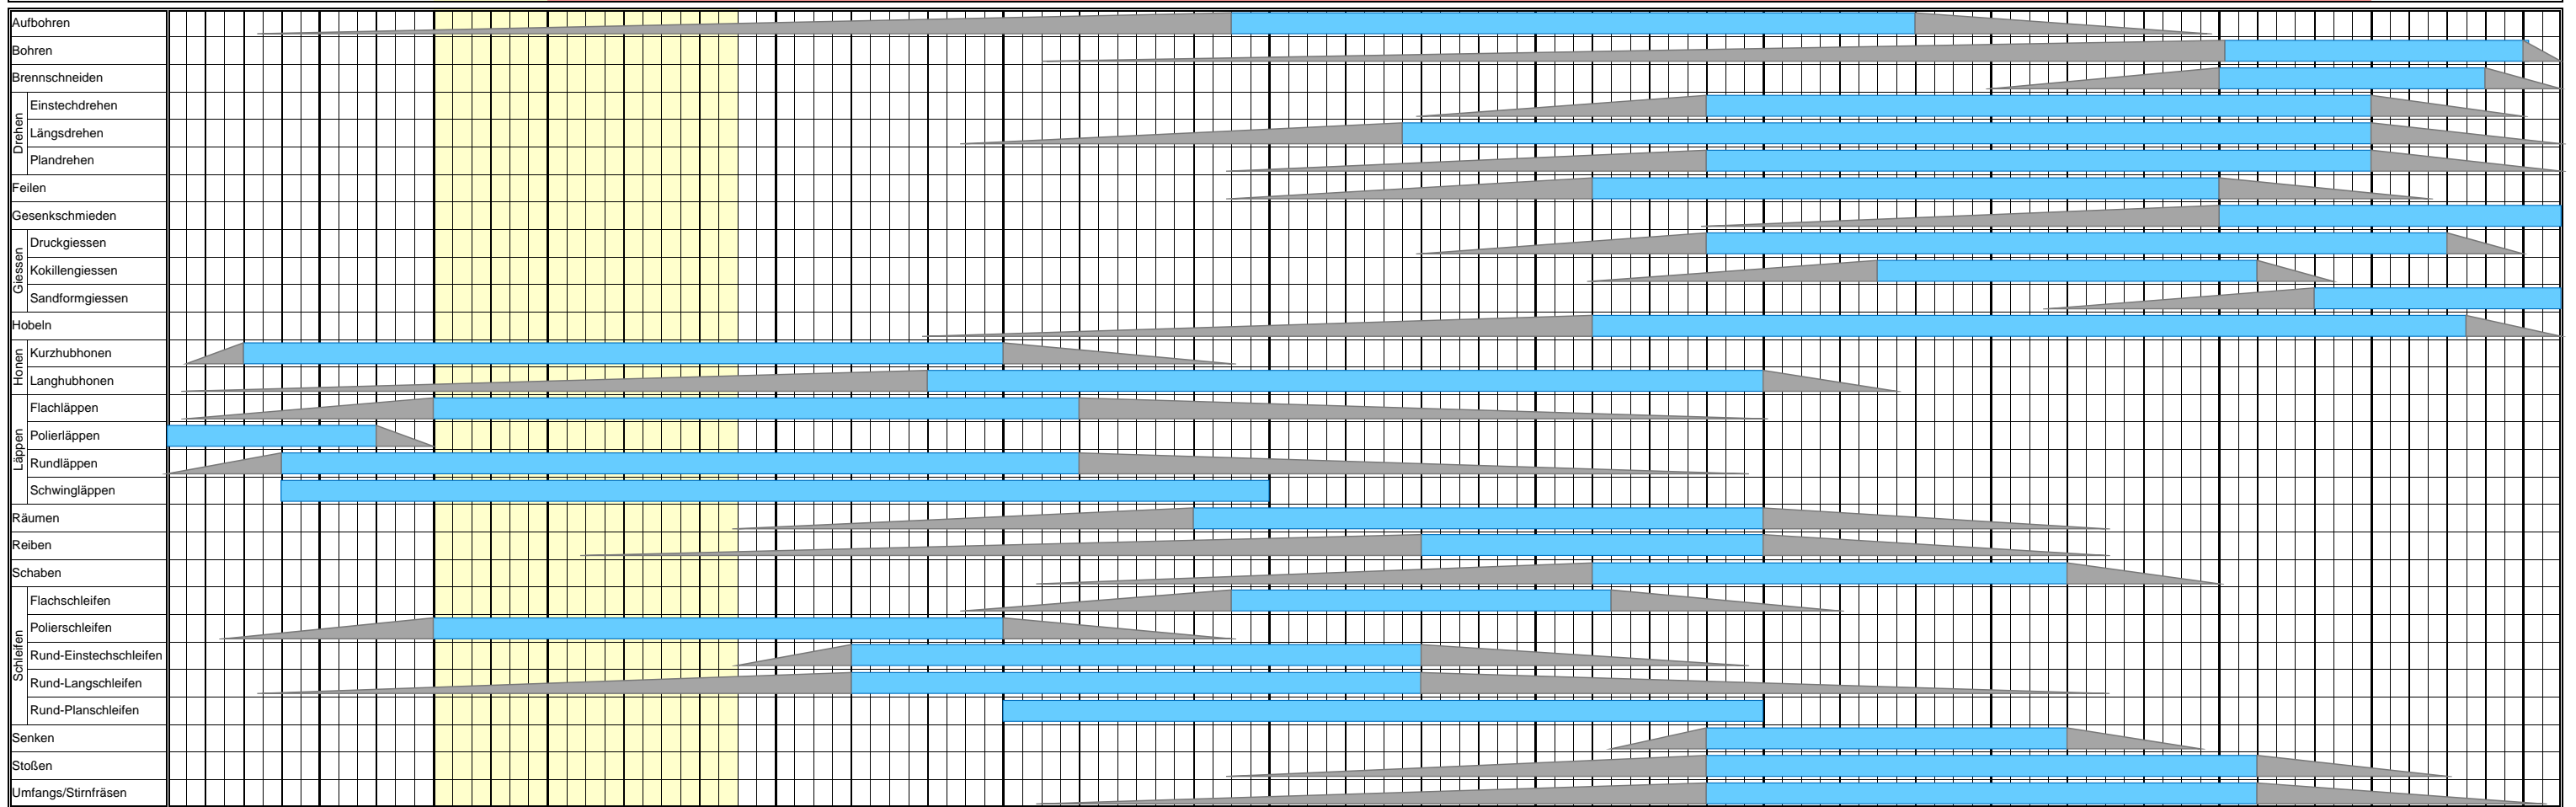 Aufbohren
Bohren
Brennschneiden
Drehen
Einstechdrehen
Längsdrehen
Plandrehen
Feilen
Gesenkschmieden
Giessen
Druckgiessen
Kokillengiessen
Sandformgiessen
Hobeln
Honen
Kurzhubhonen
Langhubhonen
Läppen
Flachläppen
Polierläppen
Rundläppen
Schwingläppen
Räumen
Reiben
Schaben
Schleifen
Flachschleifen
Polierschleifen
Rund-Einstechschleifen
Rund-Langschleifen
Rund-Planschleifen
Senken
Stoßen
Umfangs/Stirnfräsen